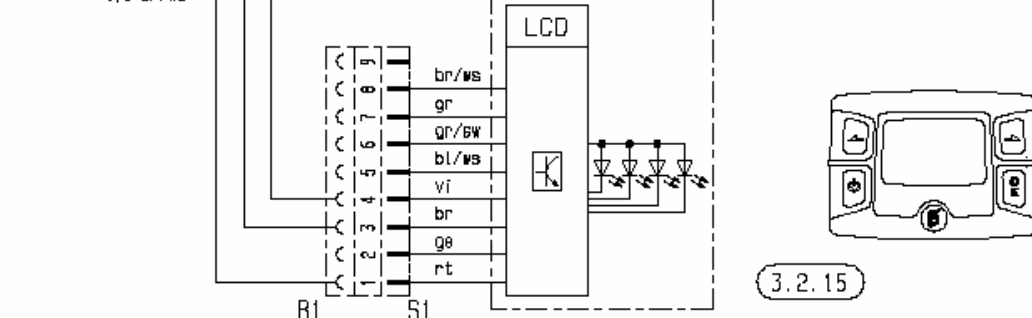 LCD
9
8 br/ws
7 gr
6 gr/sw
5 bl/ws
4 vi
3 br
2 ge
1 rt
B1 S1
3.2.15